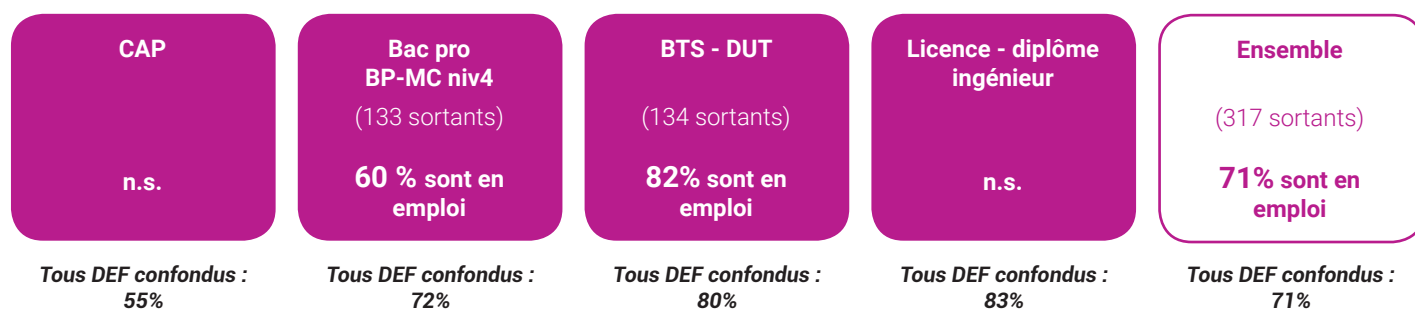 CAP
n.s.
Tous DEF confondus :
55%
Bac pro
BP-MC niv4
(133 sortants)
60 % sont en
emploi
Tous DEF confondus :
72%
BTS - DUT
(134 sortants)
82% sont en
emploi
Tous DEF confondus :
80%
Licence - diplôme
ingénieur
n.s.
Tous DEF confondus :
83%
Ensemble
(317 sortants)
71% sont en
emploi
Tous DEF confondus :
71%